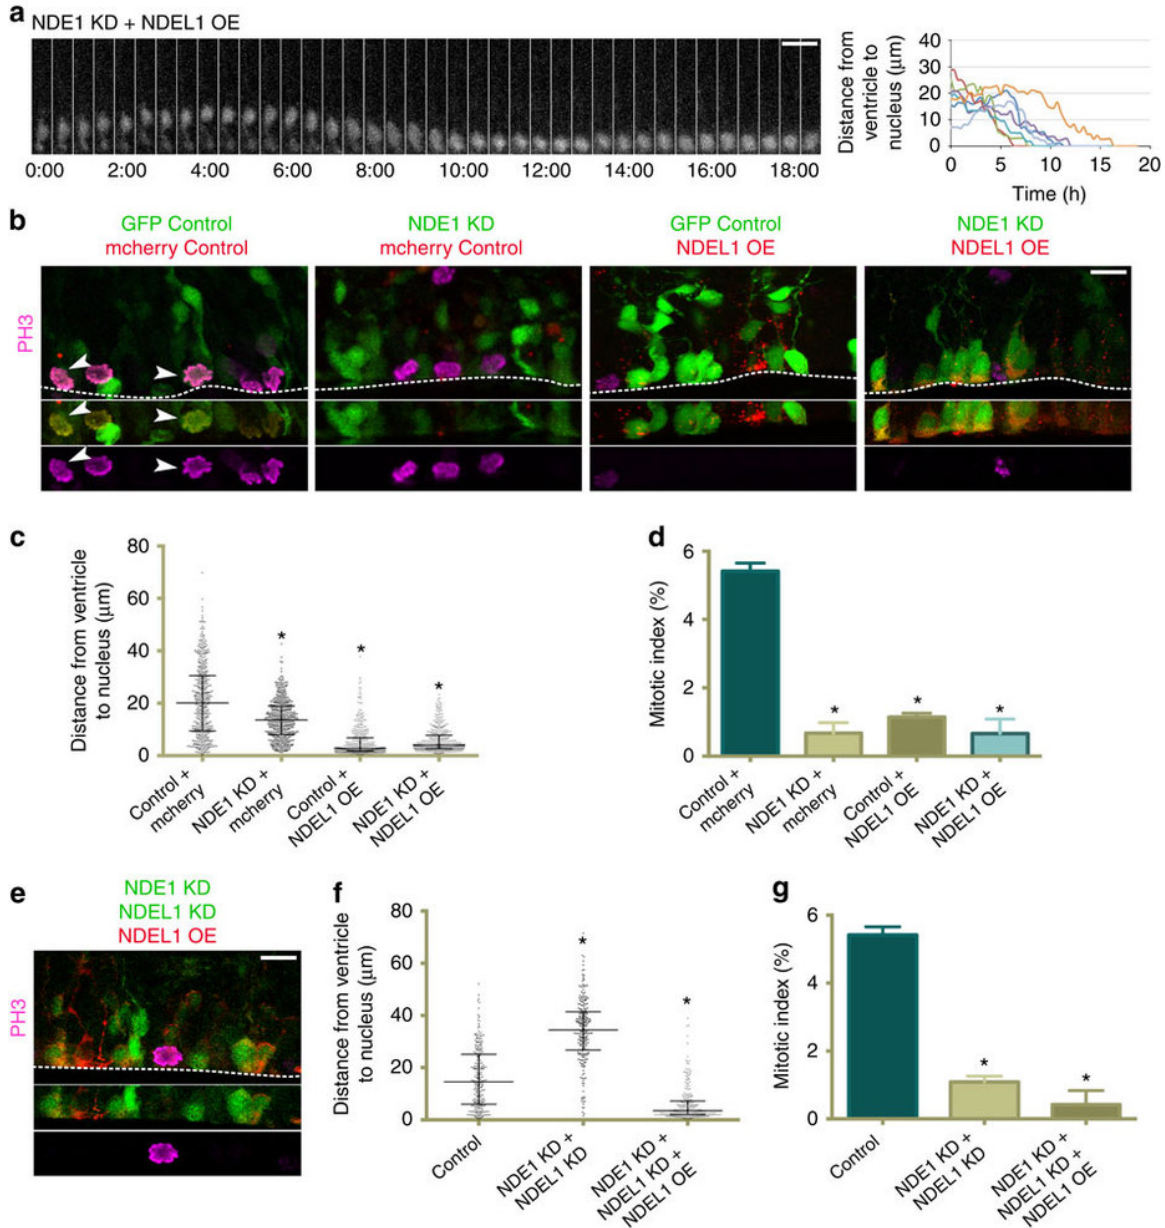 a
NDE1 KD + NDEL1 OE
0:00 2:00 4:00 6:00 8:00 10:00 12:00 14:00 16:00 18:00
Distance from
ventricle to
nucleus (μm)
40
30
20
10
0
0 5 10 15 20
Time (h)
b
GFP Control
mcherry Control
NDE1 KD
mcherry Control
GFP Control
NDEL1 OE
NDE1 KD
NDEL1 OE
PH3
c
Distance from ventricle
to nucleus (μm)
80
60
40
20
0
* * *
Control +
mcherry
NDE1 KD +
mcherry
Control +
NDEL1 OE
NDE1 KD +
NDEL1 OE
d
Mitotic index (%)
6
4
2
0
* * *
Control +
mcherry
NDE1 KD +
mcherry
Control +
NDEL1 OE
NDE1 KD +
NDEL1 OE
e
NDE1 KD
NDEL1 KD
NDEL1 OE
PH3
f
Distance from ventricle
to nucleus (μm)
80
60
40
20
0
* *
Control
NDE1 KD +
NDEL1 KD
NDE1 KD +
NDEL1 KD +
NDEL1 OE
g
Mitotic index (%)
6
4
2
0
* *
Control
NDE1 KD +
NDEL1 KD
NDE1 KD +
NDEL1 KD +
NDEL1 OE